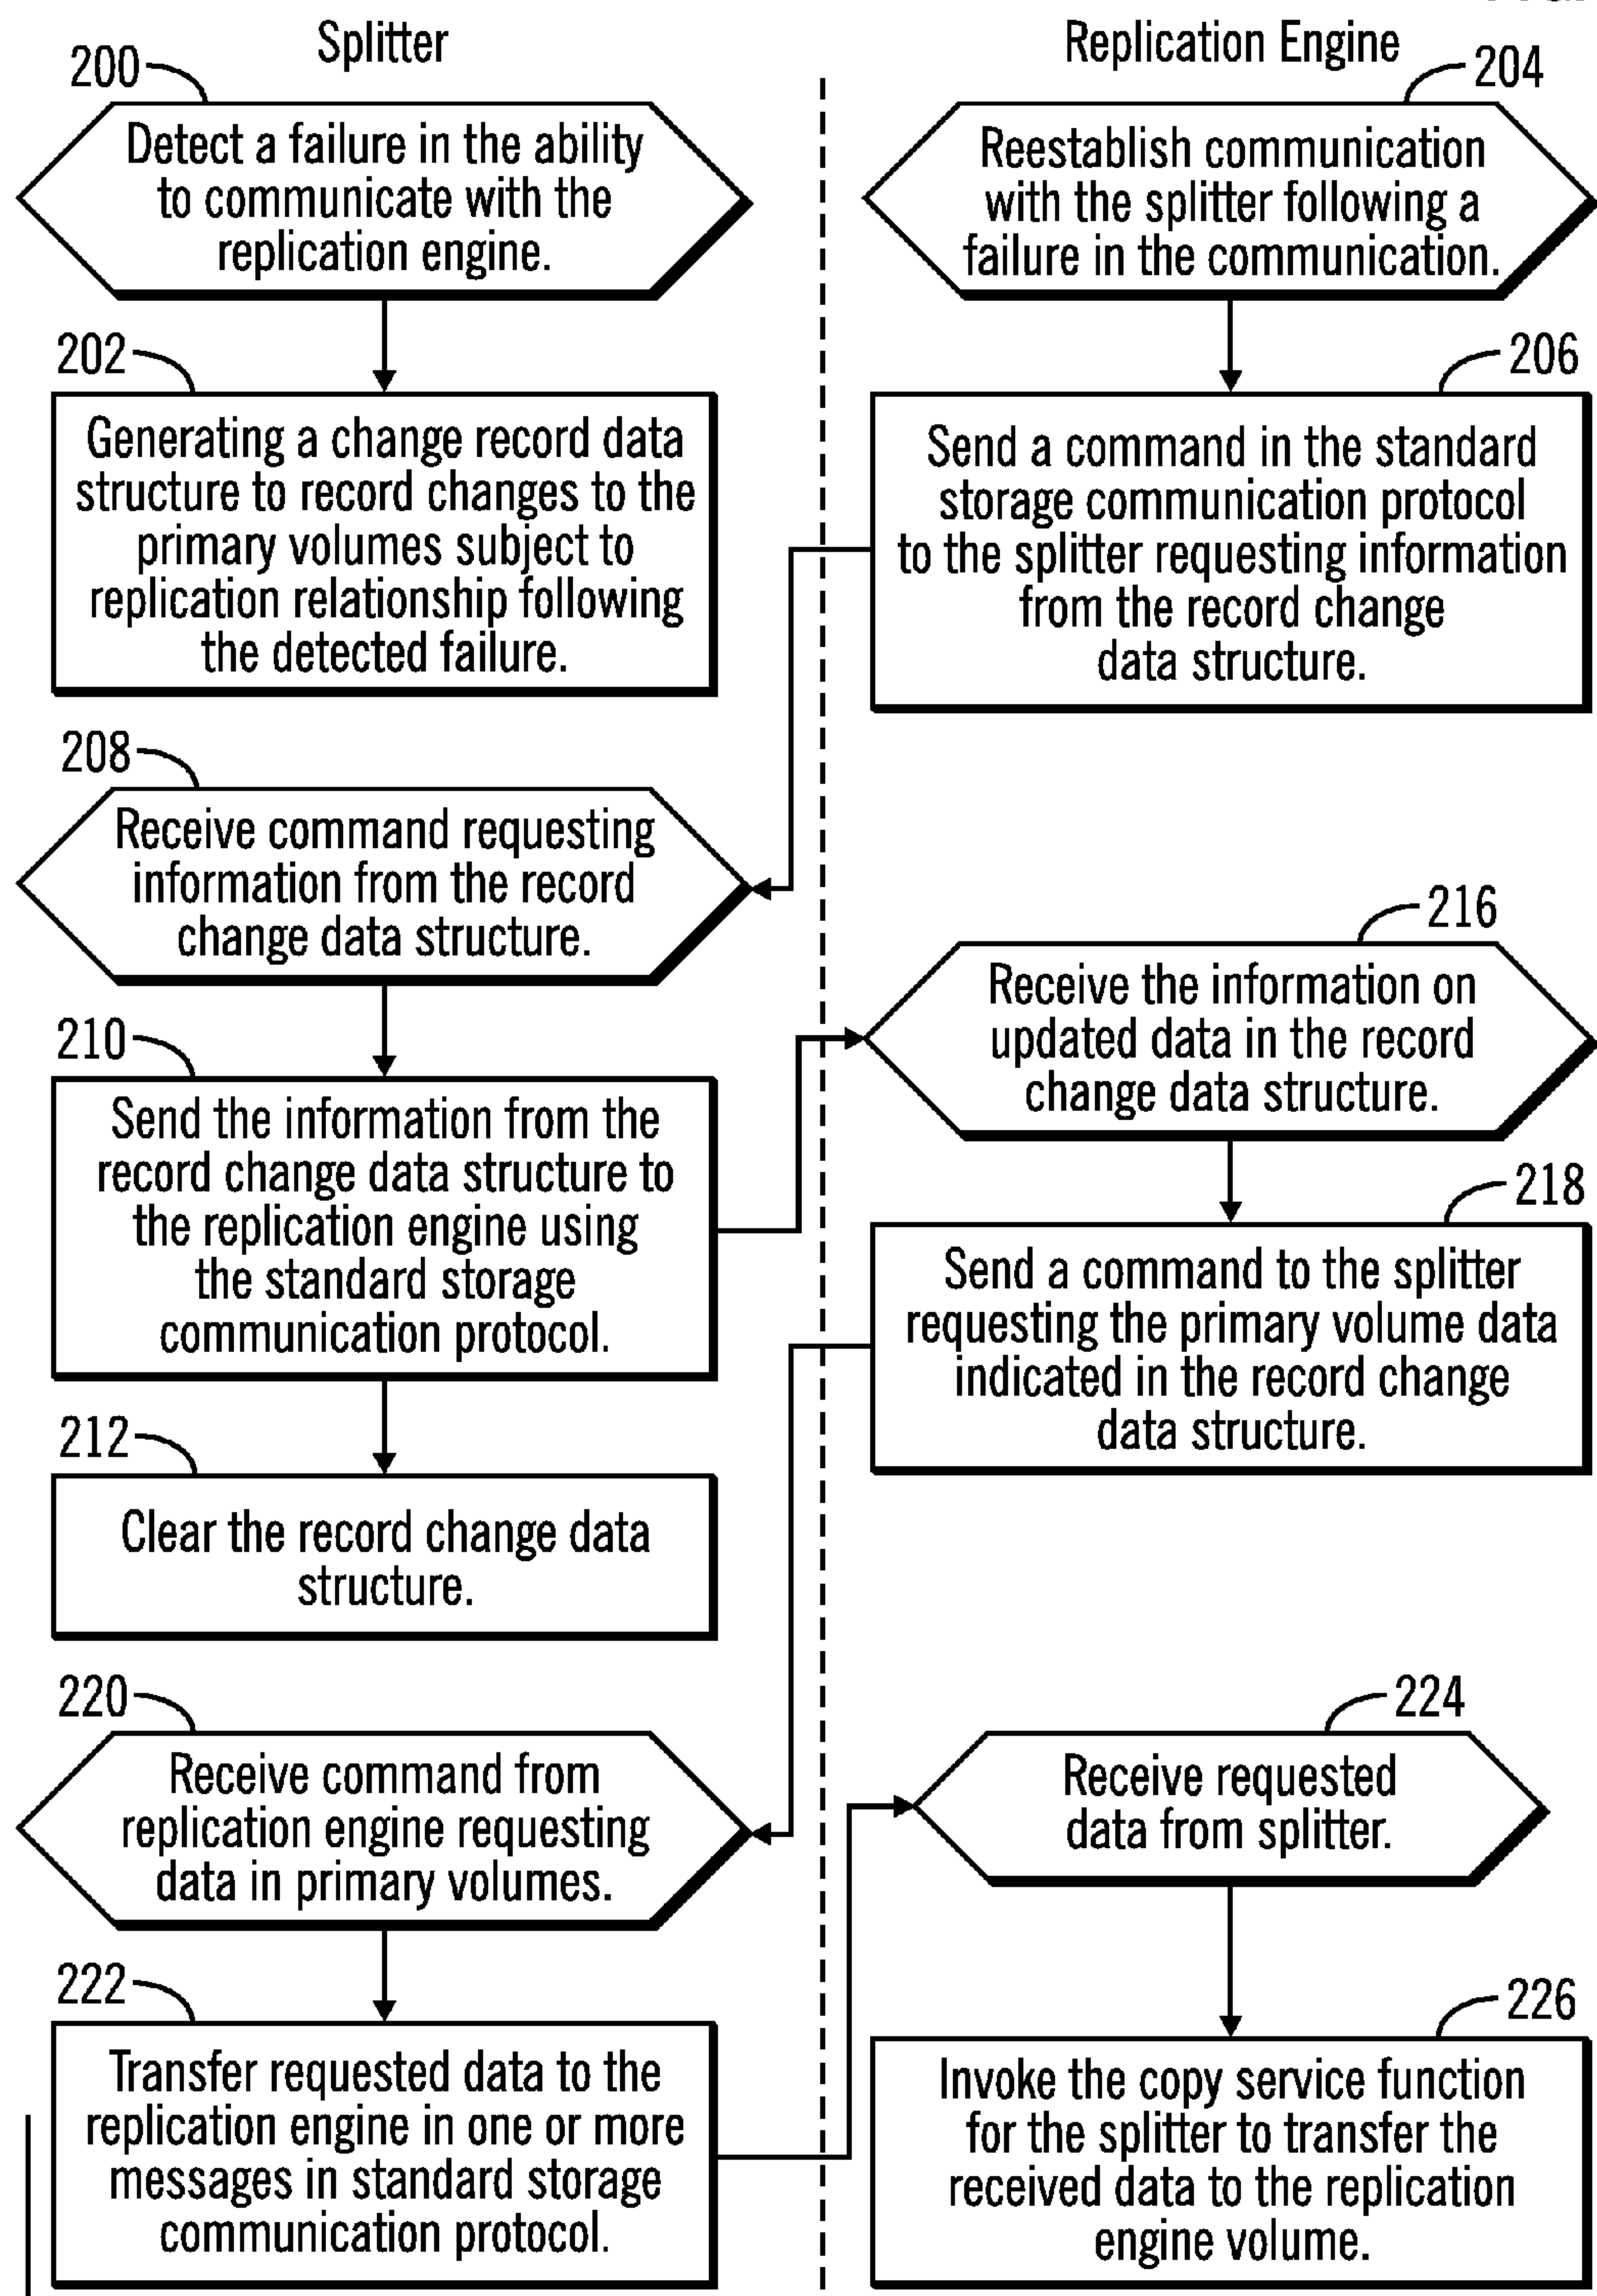 Splitter
200
Detect a failure in the ability
to communicate with the
replication engine.
202
Generating a change record data
structure to record changes to the
primary volumes subject to
replication relationship following
the detected failure.
208
Receive command requesting
information from the record
change data structure.
210
Send the information from the
record change data structure to
the replication engine using
the standard storage
communication protocol.
212
Clear the record change data
structure.
220
Receive command from
replication engine requesting
data in primary volumes.
222
Transfer requested data to the
replication engine in one or more
messages in standard storage
communication protocol.
Replication Engine
204
Reestablish communication
with the splitter following a
failure in the communication.
206
Send a command in the standard
storage communication protocol
to the splitter requesting information
from the record change
data structure.
216
Receive the information on
updated data in the record
change data structure.
218
Send a command to the splitter
requesting the primary volume data
indicated in the record change
data structure.
224
Receive requested
data from splitter.
226
Invoke the copy service function
for the splitter to transfer the
received data to the replication
engine volume.